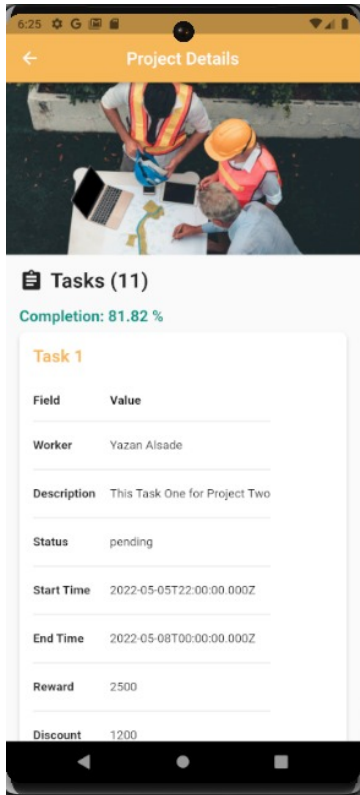 6:25 G
Project Details
Tasks (11)
Completion: 81.82 %
Task 1
Field Value
Worker Yazan Alsade
Description This Task One for Project Two
Status pending
Start Time 2022-05-05T22:00:00.000Z
End Time 2022-05-08T00:00:00.000Z
Reward 2500
Discount 1200